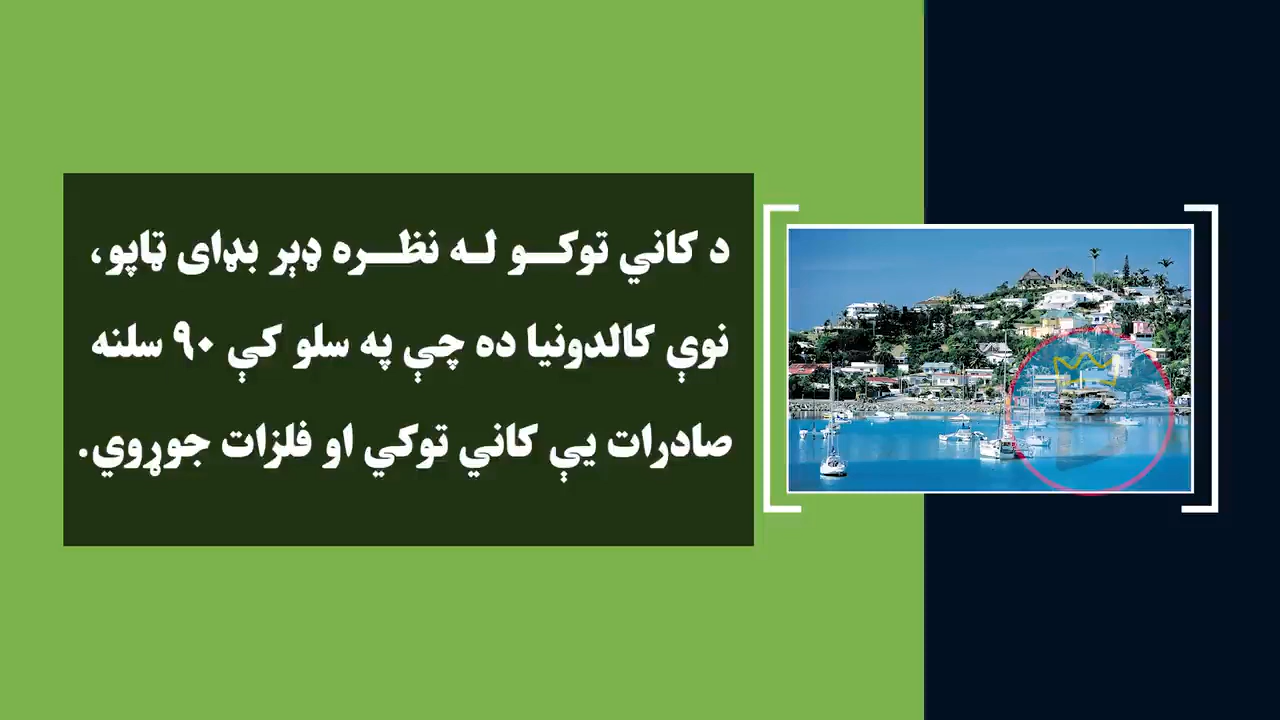 د کاني توکو له نظره ډېر بډای ټاپو،
نوې کالدونیا ده چې په سلو کې ۹۰ سلنه
صادرات یې کاني توکي او فلزات جوړوي.